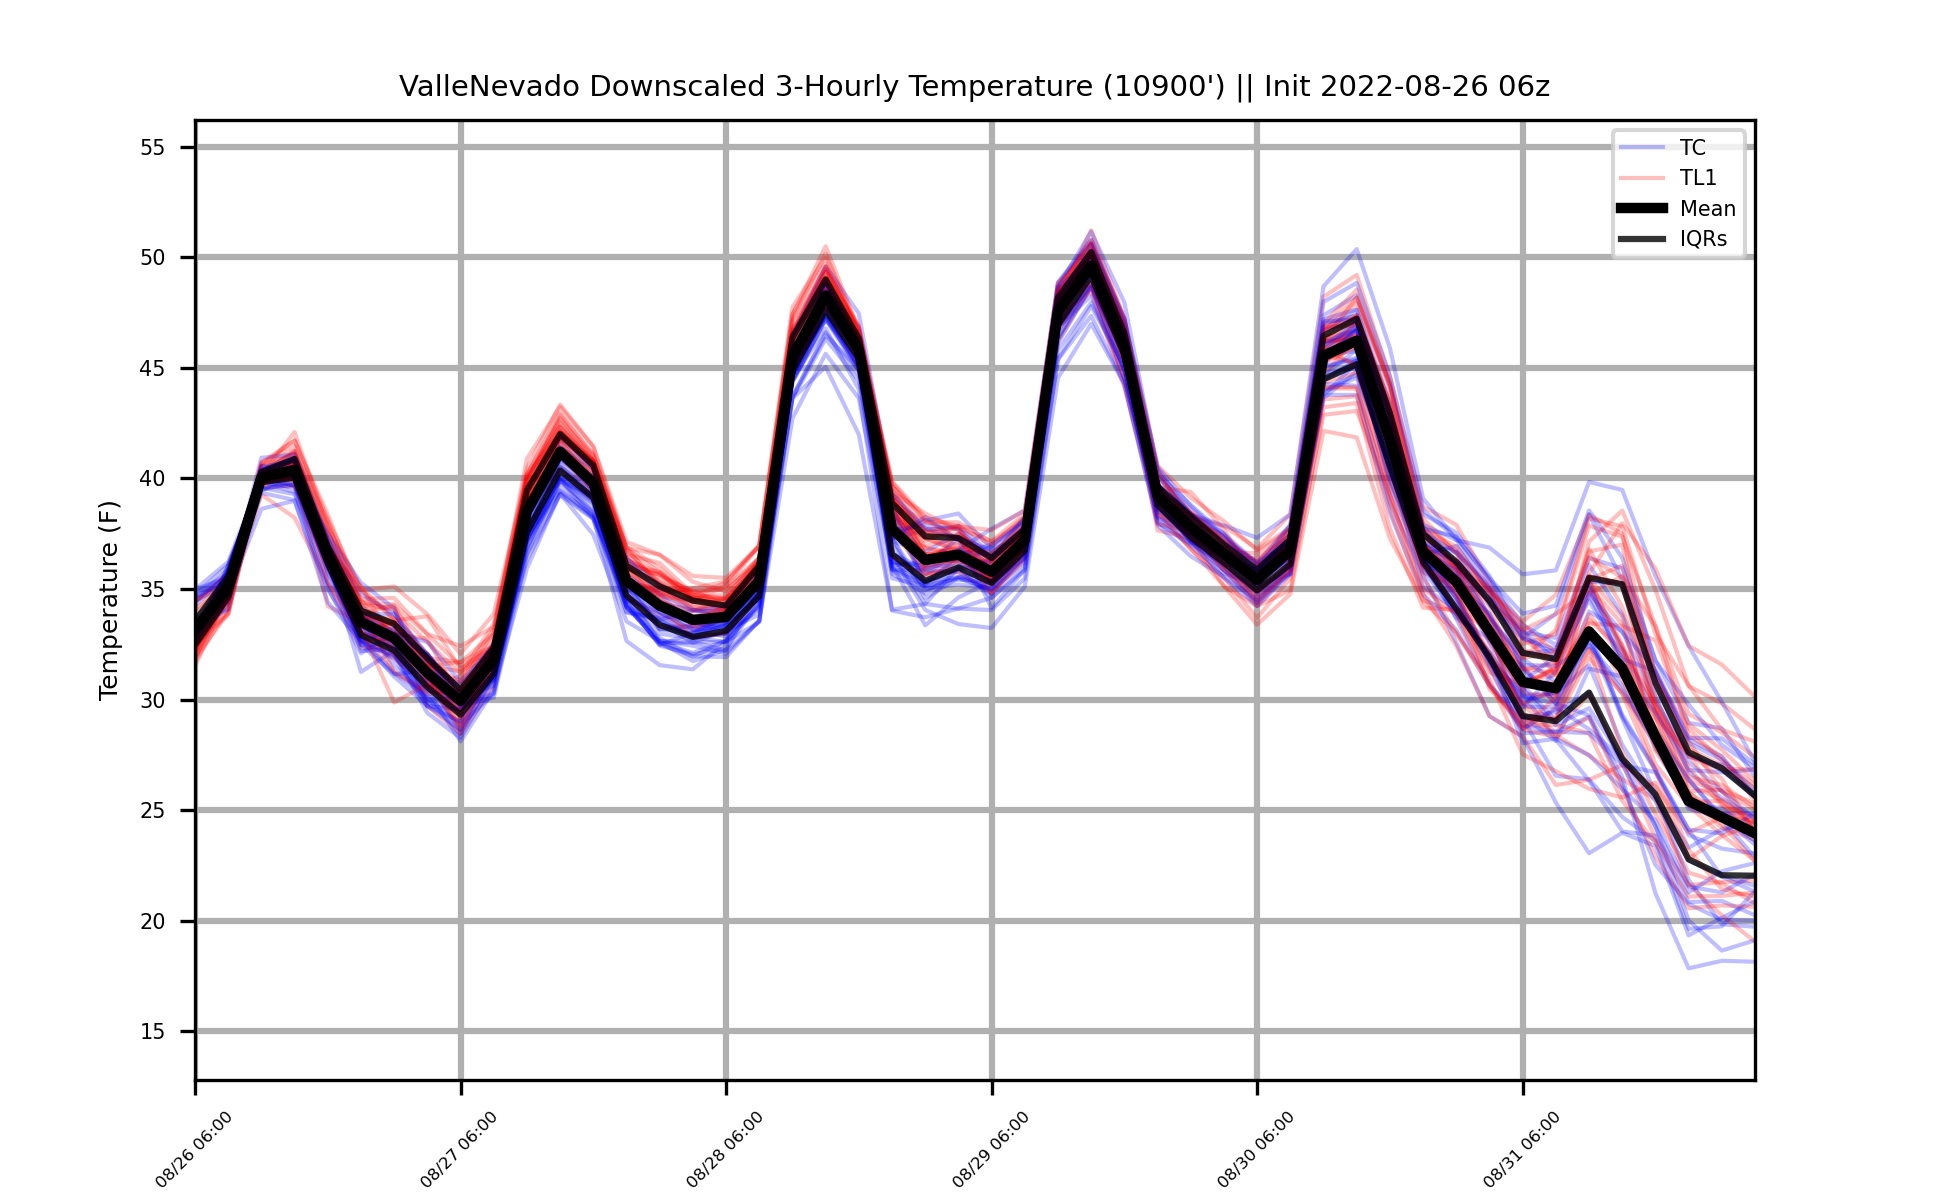 ValleNevado Downscaled 3-Hourly Temperature (10900') || Init 2022-08-26 06z
TC
TL1
Mean
IQRs
Temperature (F)
55
50
45
40
35
30
25
20
15
08/26 06:00
08/27 06:00
08/28 06:00
08/29 06:00
08/30 06:00
08/31 06:00